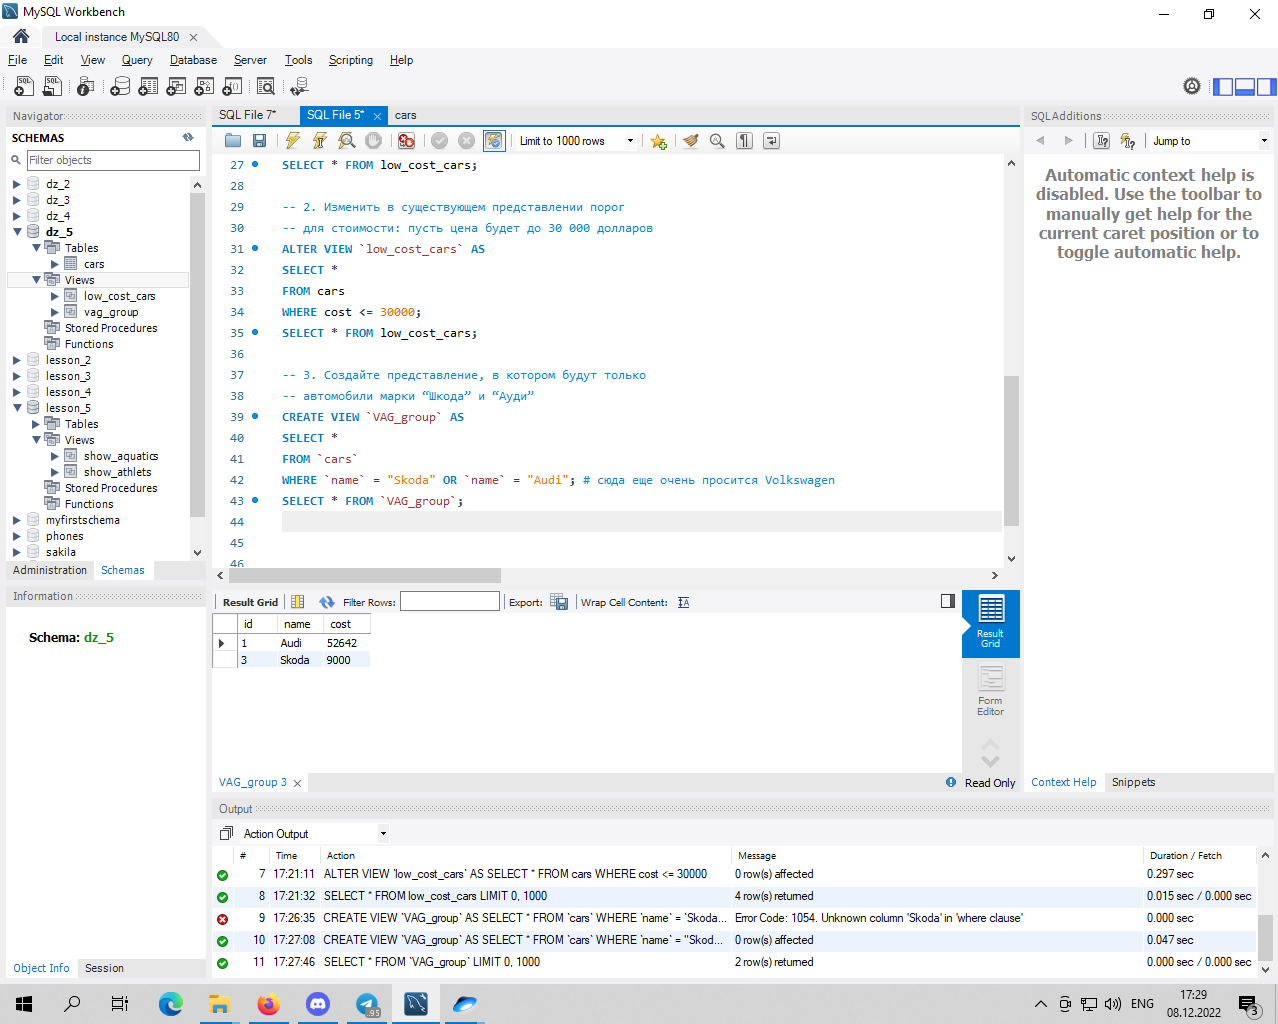 MySQL Workbench
Local instance MySQL80
File Edit View Query Database Server Tools Scripting Help
Navigator
SCHEMAS
Filter objects
dz_2
dz_3
dz_4
dz_5
Tables
cars
Views
low_cost_cars
vag_group
Stored Procedures
Functions
lesson_2
lesson_3
lesson_4
lesson_5
Tables
Views
show_aquatics
show_athlets
Stored Procedures
Functions
myfirstschema
phones
sakila
Administration Schemas
Information
Schema: dz_5
Object Info Session
SQL File 7* SQL File 5* cars
Limit to 1000 rows
27 SELECT * FROM low_cost_cars;
28
29 -- 2. Изменить в существующем представлении порог
30 -- для стоимости: пусть цена будет до 30 000 долларов
31 ALTER VIEW `low_cost_cars` AS
32 SELECT *
33 FROM cars
34 WHERE cost <= 30000;
35 SELECT * FROM low_cost_cars;
36
37 -- 3. Создайте представление, в котором будут только
38 -- автомобили марки “Шкода” и “Ауди”
39 CREATE VIEW `VAG_group` AS
40 SELECT *
41 FROM `cars`
42 WHERE `name` = "Skoda" OR `name` = "Audi"; # сюда еще очень просится Volkswagen
43 SELECT * FROM `VAG_group`;
44
45
46
Result Grid Filter Rows: Export: Wrap Cell Content:
id name cost
1 Audi 52642
3 Skoda 9000
Result
Grid
Form
Editor
VAG_group 3
Read Only
SQLAdditions
Jump to
Automatic context help is
disabled. Use the toolbar to
manually get help for the
current caret position or to
toggle automatic help.
Context Help Snippets
Output
Action Output
# Time Action Message Duration / Fetch
7 17:21:11 ALTER VIEW `low_cost_cars` AS SELECT * FROM cars WHERE cost <= 30000 0 row(s) affected 0.297 sec
8 17:21:32 SELECT * FROM low_cost_cars LIMIT 0, 1000 4 row(s) returned 0.015 sec / 0.000 sec
9 17:26:35 CREATE VIEW `VAG_group` AS SELECT * FROM `cars` WHERE `name` = `Skoda... Error Code: 1054. Unknown column 'Skoda' in 'where clause' 0.000 sec
10 17:27:08 CREATE VIEW `VAG_group` AS SELECT * FROM `cars` WHERE `name` = "Skod... 0 row(s) affected 0.047 sec
11 17:27:46 SELECT * FROM `VAG_group` LIMIT 0, 1000 2 row(s) returned 0.000 sec / 0.000 sec
.95
ENG
17:29
08.12.2022
3